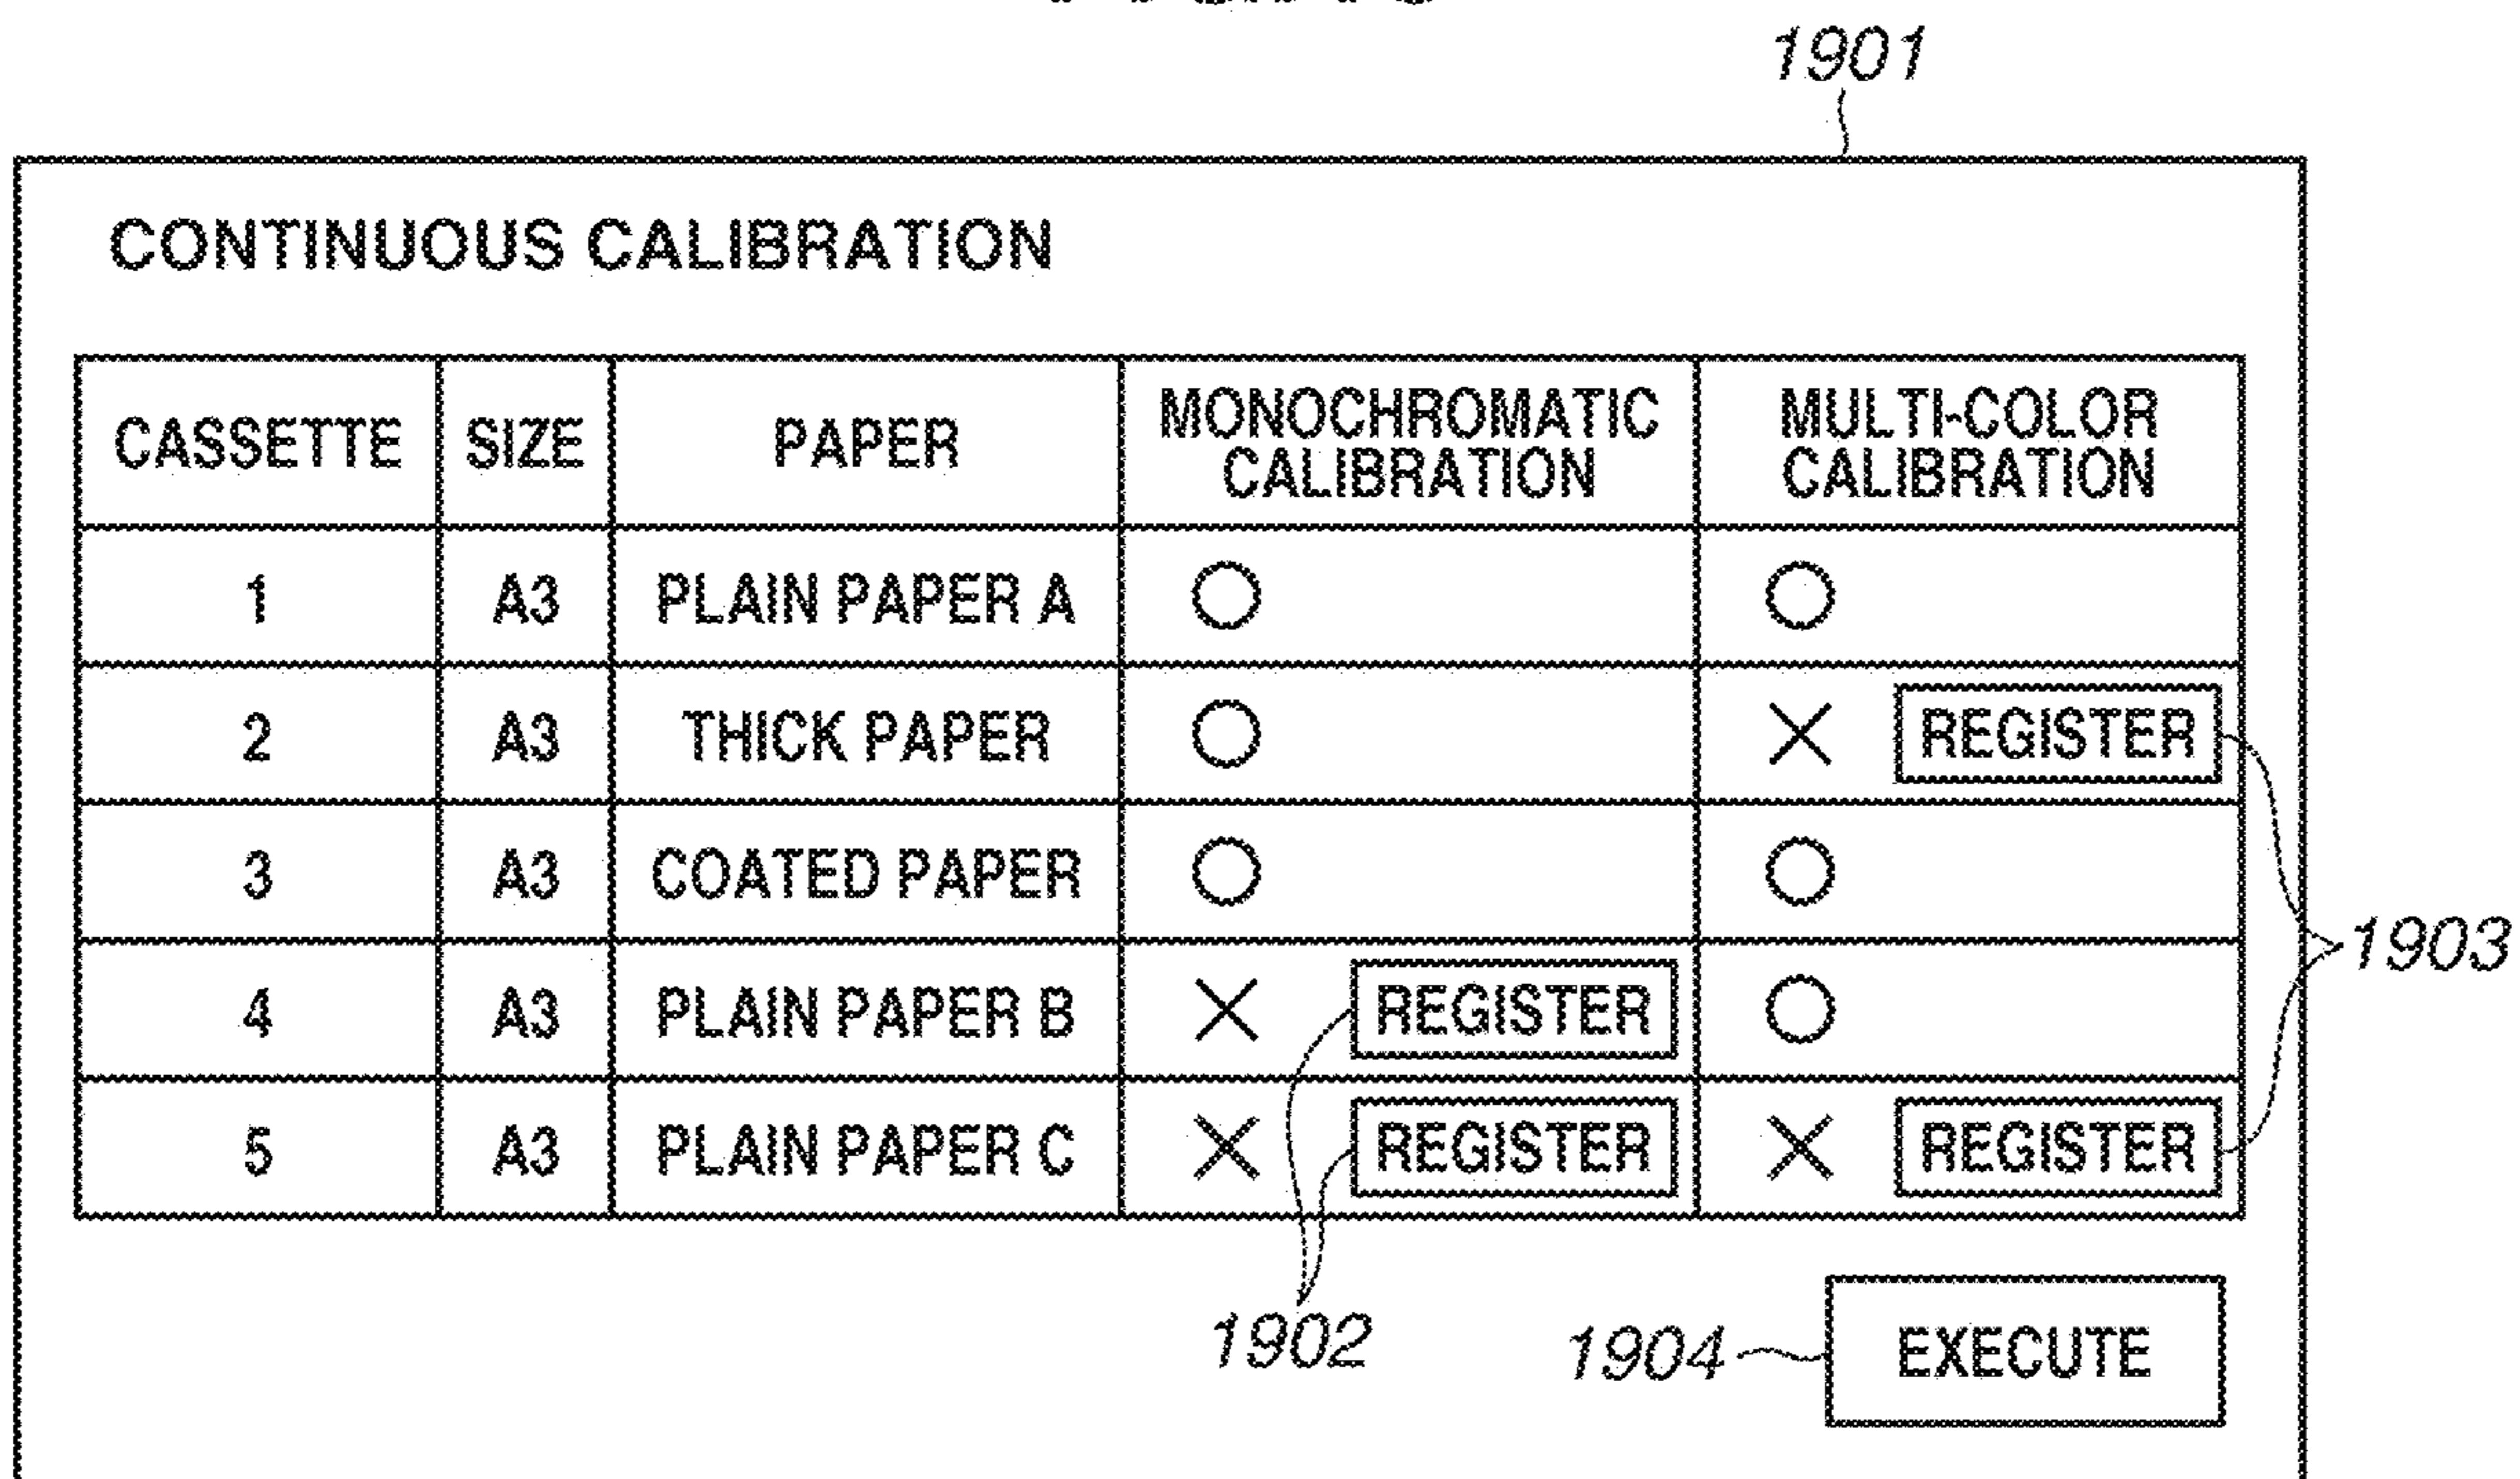 1901
CONTINUOUS CALIBRATION
CASSETTE SIZE PAPER MONOCHROMATIC CALIBRATION MULTI-COLOR CALIBRATION
1 A3 PLAIN PAPER A ○ ○
2 A3 THICK PAPER ○ × REGISTER
3 A3 COATED PAPER ○ ○
4 A3 PLAIN PAPER B × REGISTER ○
5 A3 PLAIN PAPER C × REGISTER × REGISTER
1903
1902
1904 EXECUTE